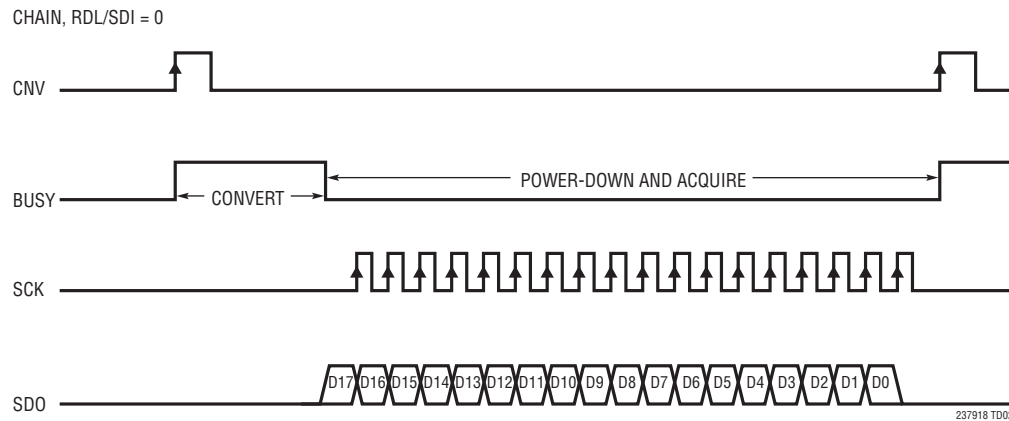 CHAIN, RDL/SDI = 0
CNV
BUSY
CONVERT
POWER-DOWN AND ACQUIRE
SCK
SDO
D17 D16 D15 D14 D13 D12 D11 D10 D9 D8 D7 D6 D5 D4 D3 D2 D1 D0